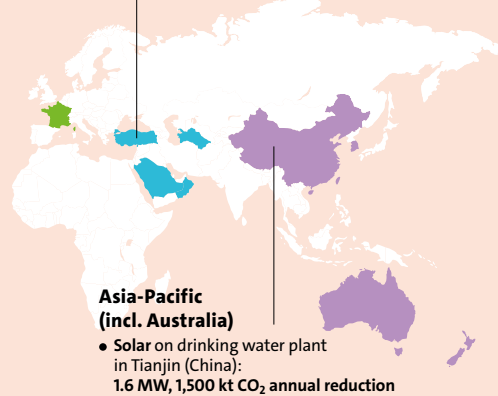 Asia-Pacific
(incl. Australia)
● Solar on drinking water plant
in Tianjin (China):
1.6 MW, 1,500 kt CO₂ annual reduction